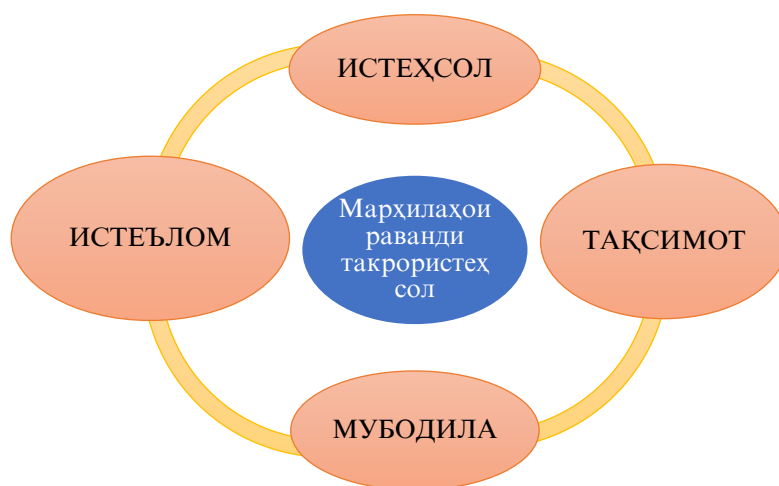 ИСТЕҲСОЛ
ИСТЕЪЛОМ
Марҳилаҳои
раванди
такрористеҳ
сол
ТАҚСИМОТ
МУБОДИЛА